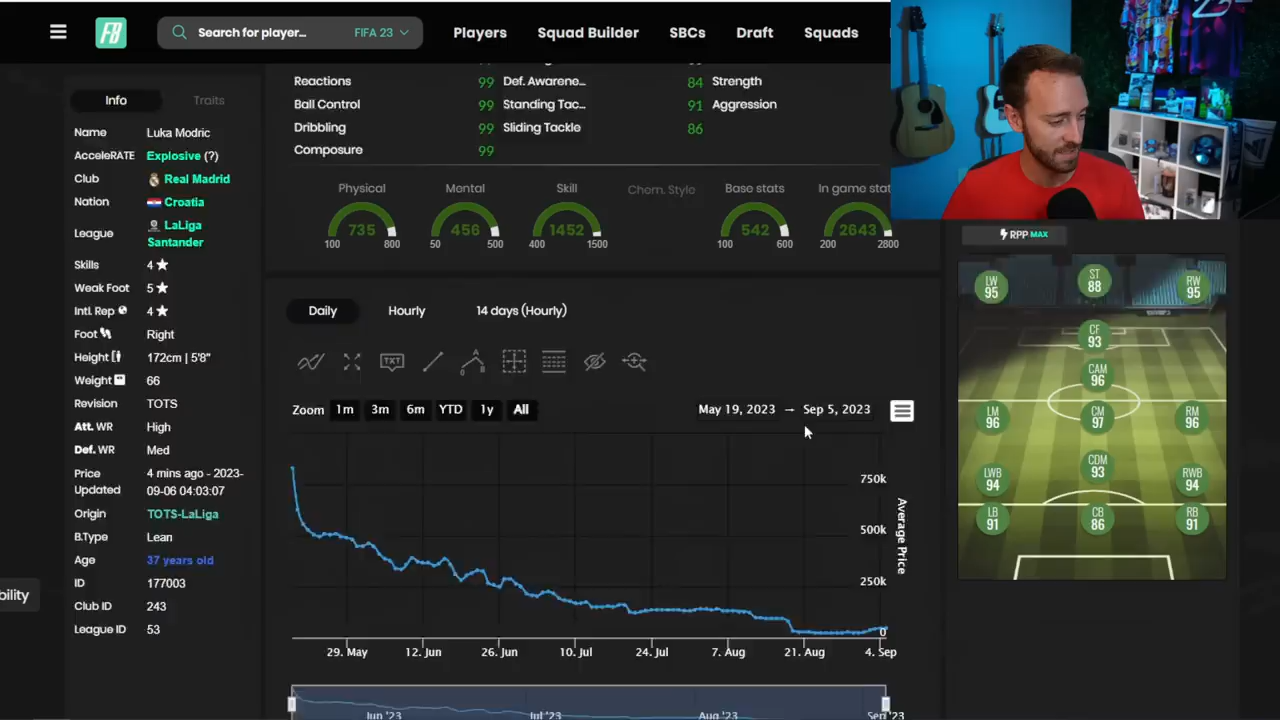 FB
Search for player... FIFA 23
Players
Squad Builder
SBCs
Draft
Squads
Info
Traits
Name Luka Modric
AcceleRATE Explosive (?)
Club Real Madrid
Nation Croatia
League LaLiga Santander
Skills 4
Weak Foot 5
Intl. Rep 4
Foot Right
Height 172cm | 5'8"
Weight 66
Revision TOTS
Att. WR High
Def. WR Med
Price Updated 4 mins ago - 2023-09-06 04:03:07
Origin TOTS-LaLiga
B.Type Lean
Age 37 years old
ID 177003
Club ID 243
League ID 53
bility
Reactions 99 Def. Awarene... 84 Strength
Ball Control 99 Standing Tac... 91 Aggression
Dribbling 99 Sliding Tackle 86
Composure 99
Physical
735
100 800
Mental
456
50 500
Skill
1452
400 1500
Chem. Style
Base stats
542
100 600
In game stat
2643
200 2800
Daily
Hourly
14 days (Hourly)
TXT
Zoom 1m 3m 6m YTD 1y All
May 19, 2023 → Sep 5, 2023
750k
500k
250k
0
Average Price
29. May
12. Jun
26. Jun
10. Jul
24. Jul
7. Aug
21. Aug
4. Sep
Jun '23
Jul '23
Aug '23
Sep '23
RPP MAX
LW 95
ST 88
RW 95
CF 93
CAM 96
LM 96
CM 97
RM 96
CDM 93
LWB 94
RWB 94
LB 91
CB 86
RB 91